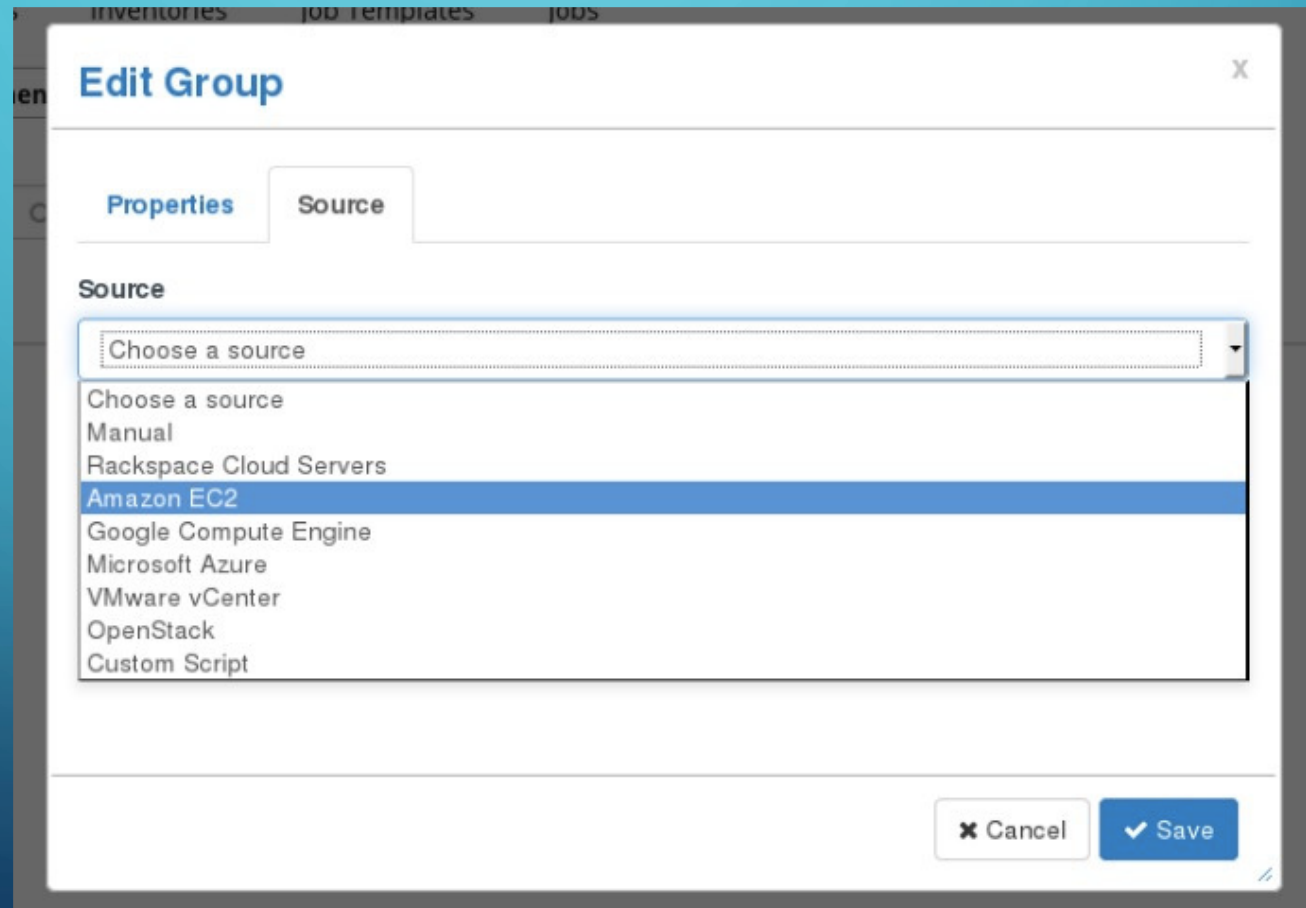 Inventories Job Templates Jobs
Edit Group
x
Properties Source
Source
Choose a source
Choose a source
Manual
Rackspace Cloud Servers
Amazon EC2
Google Compute Engine
Microsoft Azure
VMware vCenter
OpenStack
Custom Script
Cancel Save